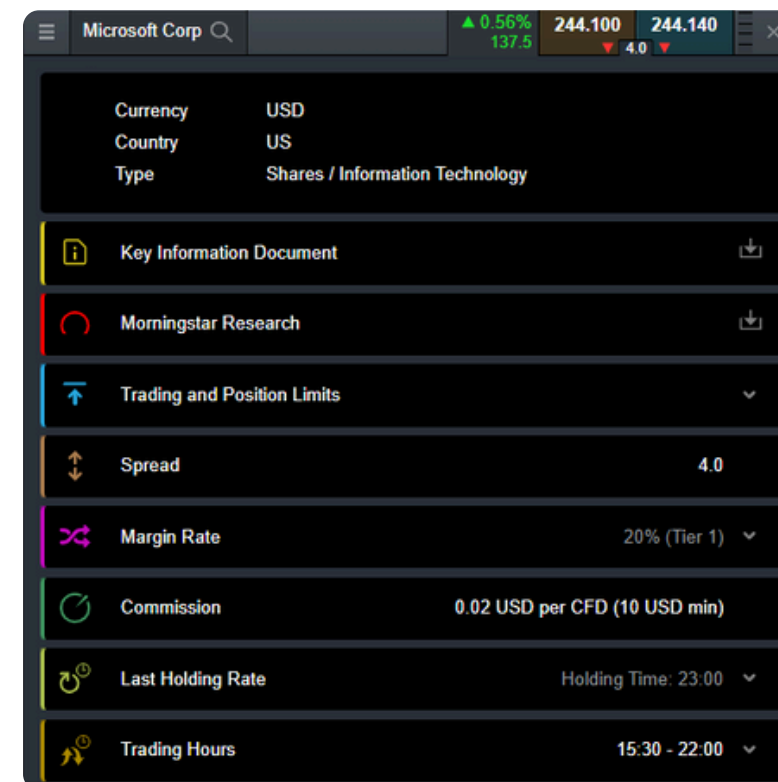 Microsoft Corp
▲ 0.56%
137.5
244.100 244.140
4.0
Currency USD
Country US
Type Shares / Information Technology
Key Information Document
Morningstar Research
Trading and Position Limits
Spread 4.0
Margin Rate 20% (Tier 1)
Commission 0.02 USD per CFD (10 USD min)
Last Holding Rate Holding Time: 23:00
Trading Hours 15:30 - 22:00